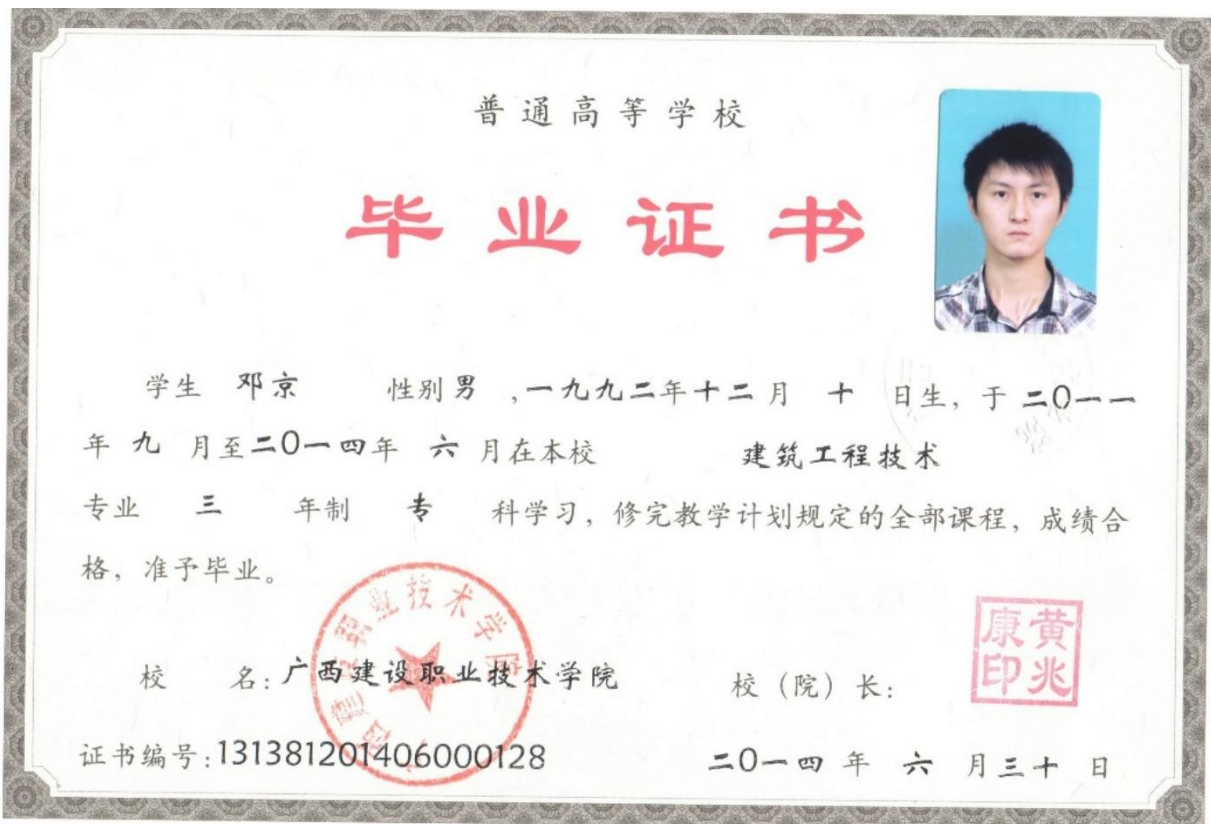 普通高等学校
毕业证书
学生 邓京 性别男,一九九二年十二月 十 日生, 于 二〇一一
年 九 月至二〇一四年 六 月在本校 建筑工程技术
专业 三 年制 专 科学习, 修完教学计划规定的全部课程, 成绩合
格, 准予毕业。
校 名: 广西建设职业技术学院
校 (院) 长:
黄兆康印
证书编号: 131381201406000128
二〇一四 年 六 月三十 日